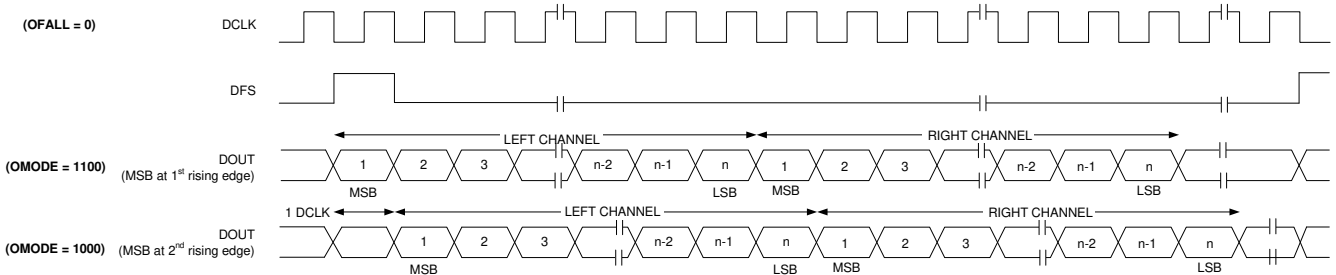 (OFALL = 0) DCLK
DFS
LEFT CHANNEL RIGHT CHANNEL
(OMODE = 1100) DOUT 1 2 3 n-2 n-1 n 1 2 3 n-2 n-1 n
(MSB at 1st rising edge)
MSB LSB MSB LSB
1 DCLK LEFT CHANNEL RIGHT CHANNEL
(OMODE = 1000) DOUT 1 2 3 n-2 n-1 n 1 2 3 n-2 n-1 n
(MSB at 2nd rising edge)
MSB LSB MSB LSB